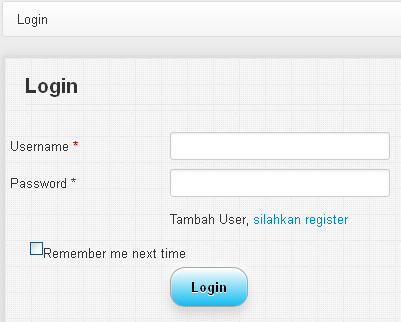 Login
Login
Username *
Password *
Tambah User, silahkan register
Remember me next time
Login